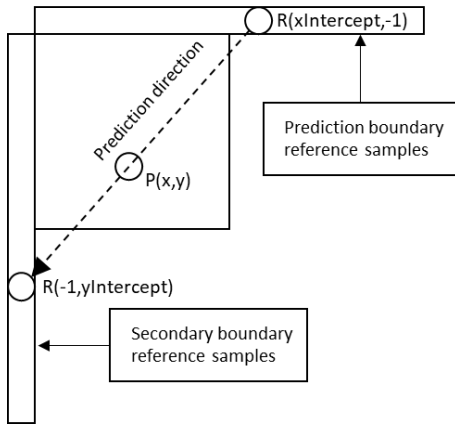 R(xIntercept,-1)
Prediction direction
Prediction boundary
reference samples
P(x,y)
R(-1,yIntercept)
Secondary boundary
reference samples